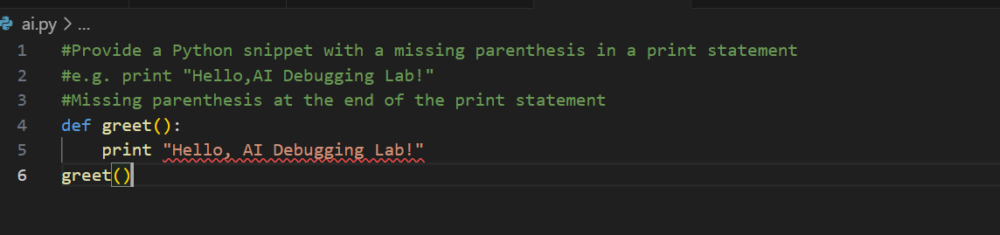 ai.py > ...
1 #Provide a Python snippet with a missing parenthesis in a print statement
2 #e.g. print "Hello,AI Debugging Lab!"
3 #Missing parenthesis at the end of the print statement
4 def greet():
5     print "Hello, AI Debugging Lab!"
6 greet()